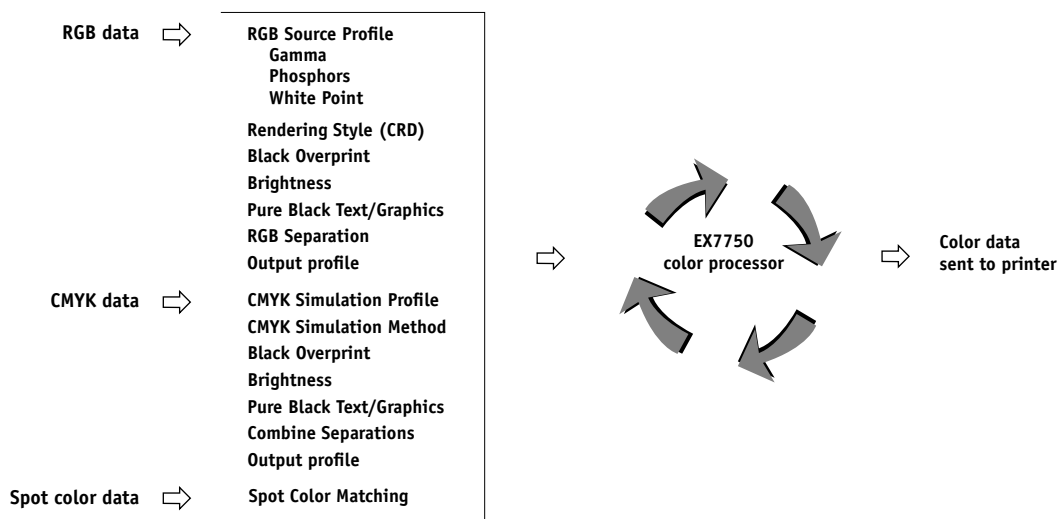 RGB data
RGB Source Profile
Gamma
Phosphors
White Point
Rendering Style (CRD)
Black Overprint
Brightness
Pure Black Text/Graphics
RGB Separation
Output profile
CMYK data
CMYK Simulation Profile
CMYK Simulation Method
Black Overprint
Brightness
Pure Black Text/Graphics
Combine Separations
Output profile
Spot color data
Spot Color Matching
EX7750
color processor
Color data
sent to printer